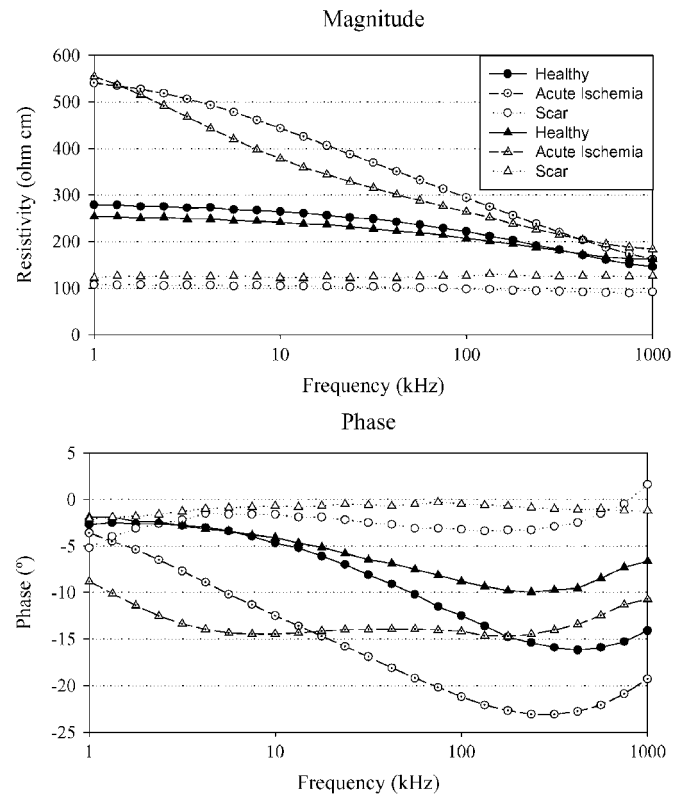 Magnitude
600
500
400
300
200
100
0
Resistivity (ohm cm)
Healthy
Acute Ischemia
Scar
Healthy
Acute Ischemia
Scar
1 10 100 1000
Frequency (kHz)
Phase
5
0
-5
-10
-15
-20
-25
Phase (º)
1 10 100 1000
Frequency (kHz)